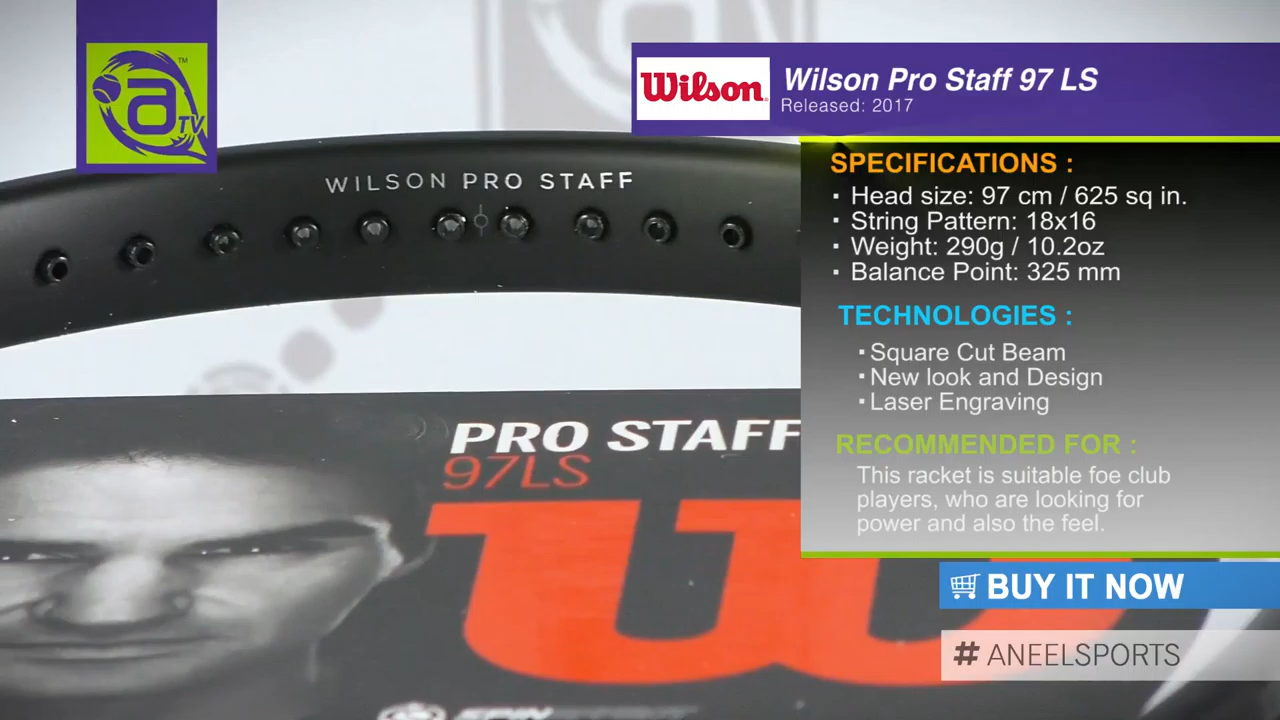 a
TV
TM
Wilson
Wilson Pro Staff 97 LS
Released: 2017
WILSON PRO STAFF
SPECIFICATIONS :
▪ Head size: 97 cm / 625 sq in.
▪ String Pattern: 18x16
▪ Weight: 290g / 10.2oz
▪ Balance Point: 325 mm
TECHNOLOGIES :
▪ Square Cut Beam
▪ New look and Design
▪ Laser Engraving
RECOMMENDED FOR :
This racket is suitable foe club
players, who are looking for
power and also the feel.
PRO STAFF
97LS
BUY IT NOW
# ANEELSPORTS